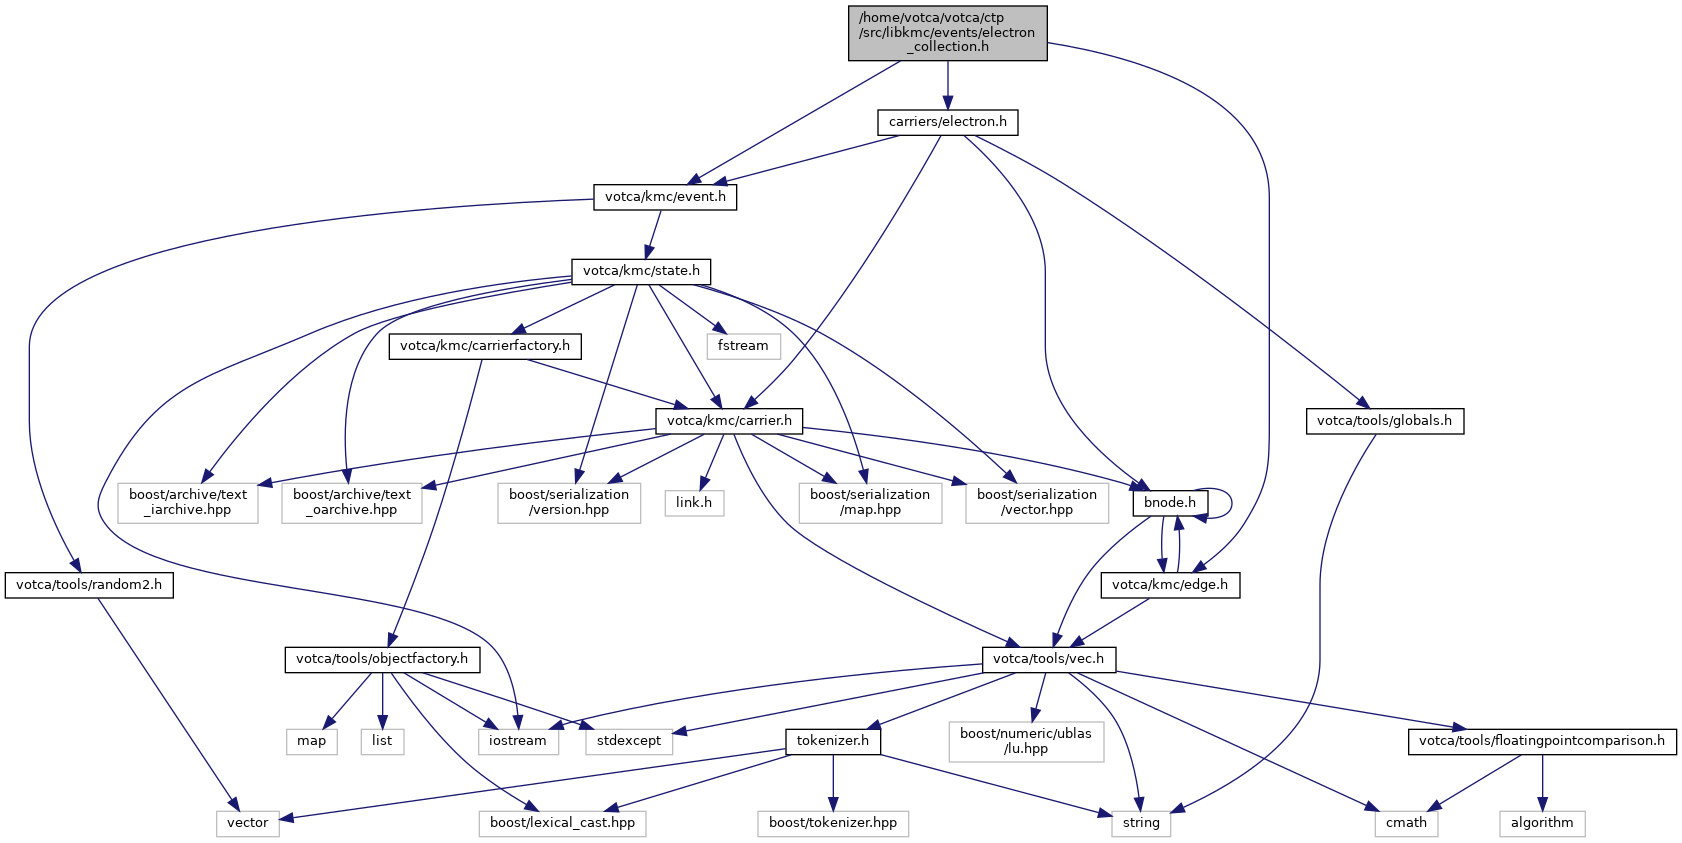 /home/votca/votca/ctp
/src/libkmc/events/electron
_collection.h
carriers/electron.h
votca/kmc/event.h
votca/kmc/state.h
votca/kmc/carrierfactory.h
fstream
votca/kmc/carrier.h
votca/tools/globals.h
boost/archive/text
_iarchive.hpp
boost/archive/text
_oarchive.hpp
boost/serialization
/version.hpp
link.h
boost/serialization
/map.hpp
boost/serialization
/vector.hpp
bnode.h
votca/tools/random2.h
votca/kmc/edge.h
votca/tools/objectfactory.h
votca/tools/vec.h
map
list
iostream
stdexcept
tokenizer.h
boost/numeric/ublas
/lu.hpp
votca/tools/floatingpointcomparison.h
vector
boost/lexical_cast.hpp
boost/tokenizer.hpp
string
cmath
algorithm